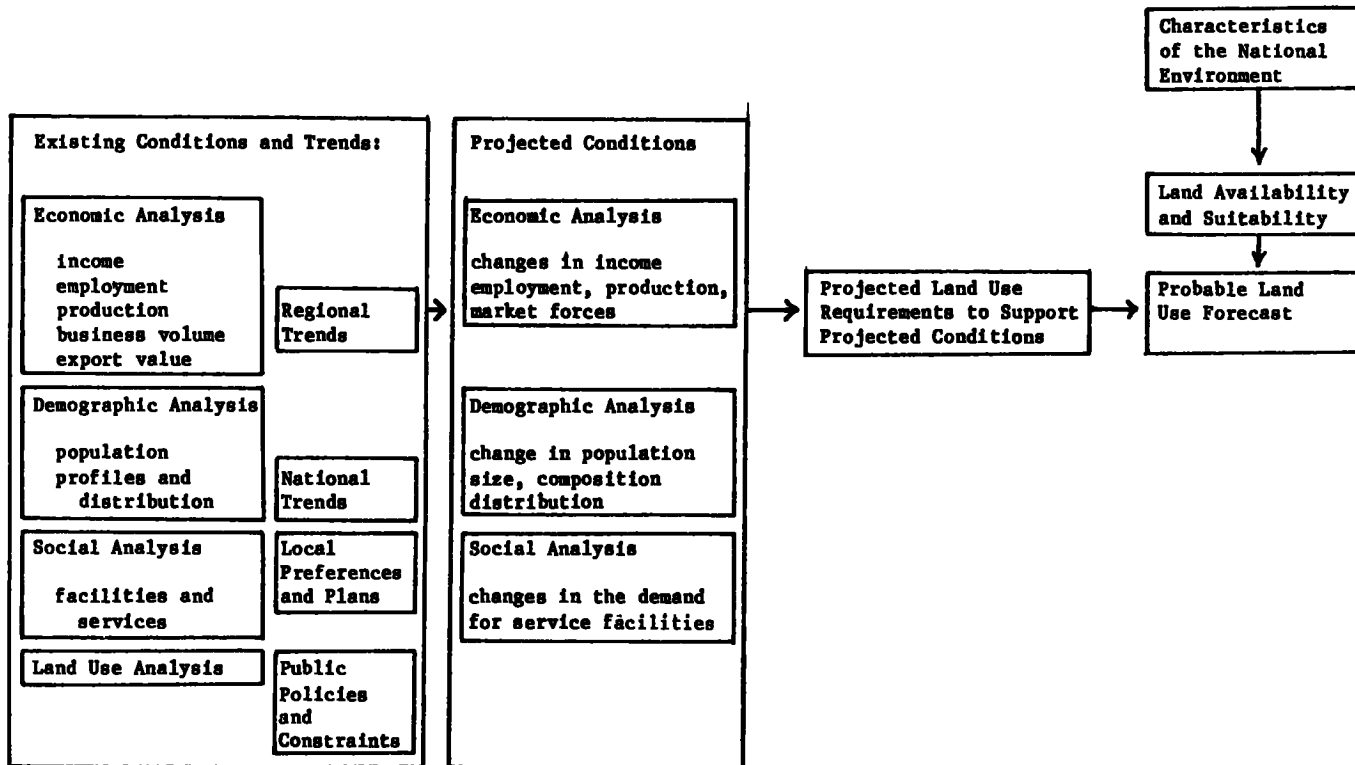 Characteristics
of the National
Environment
Existing Conditions and Trends:
Economic Analysis
income
employment
production
business volume
export value
Regional
Trends
Demographic Analysis
population
profiles and
distribution
National
Trends
Social Analysis
facilities and
services
Local
Preferences
and Plans
Land Use Analysis
Public
Policies
and
Constraints
Projected Conditions
Economic Analysis
changes in income
employment, production,
market forces
Demographic Analysis
change in population
size, composition
distribution
Social Analysis
changes in the demand
for service facilities
Projected Land Use
Requirements to Support
Projected Conditions
Land Availability
and Suitability
Probable Land
Use Forecast